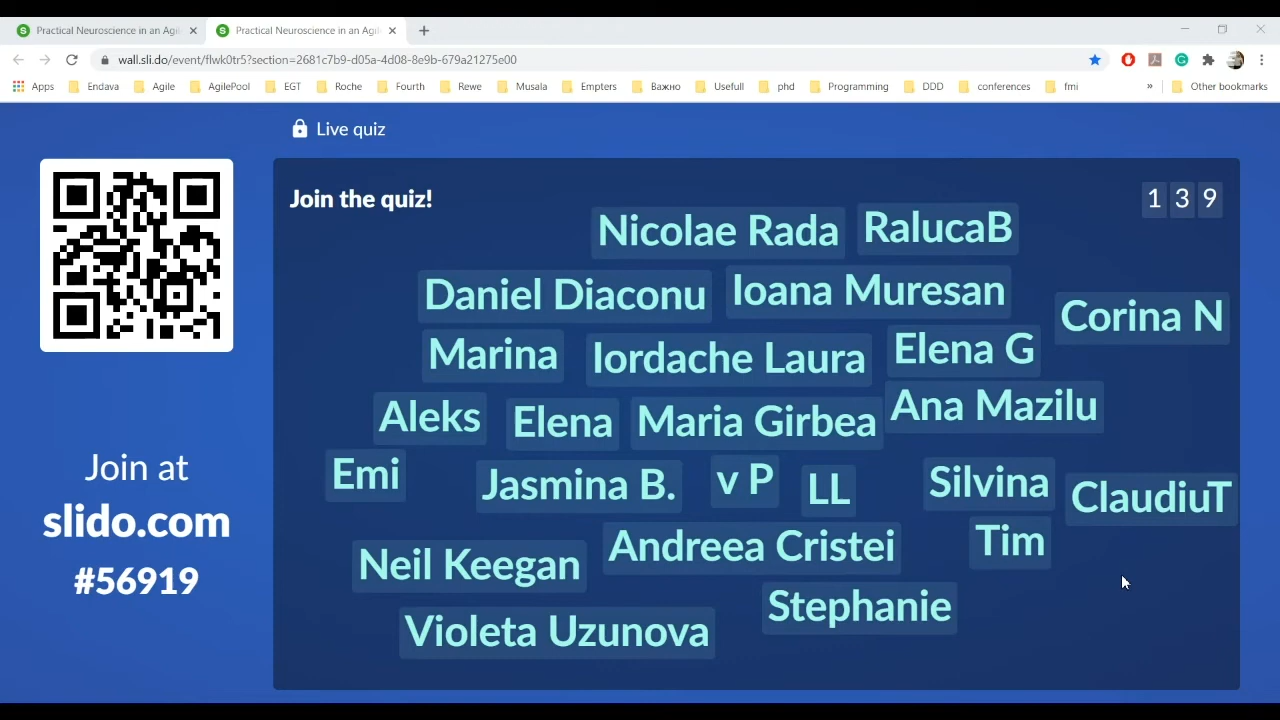 Practical Neuroscience in an Agi
Practical Neuroscience in an Agi
wall.sli.do/event/flwk0tr5?section=2681c7b9-d05a-4d08-8e9b-679a21275e00
Apps Endava Agile AgilePool EGT Roche Fourth Rewe Musala Empters Важно Usefull phd Programming DDD conferences fmi » Other bookmarks
Live quiz
Join the quiz!
1 3 9
Nicolae Rada RalucaB
Daniel Diaconu Ioana Muresan
Corina N
Marina Iordache Laura Elena G
Aleks Elena Maria Girbea Ana Mazilu
Emi Jasmina B. v P LL Silvina ClaudiuT
Neil Keegan Andreea Cristei Tim
Violeta Uzunova Stephanie
Join at
slido.com
#56919